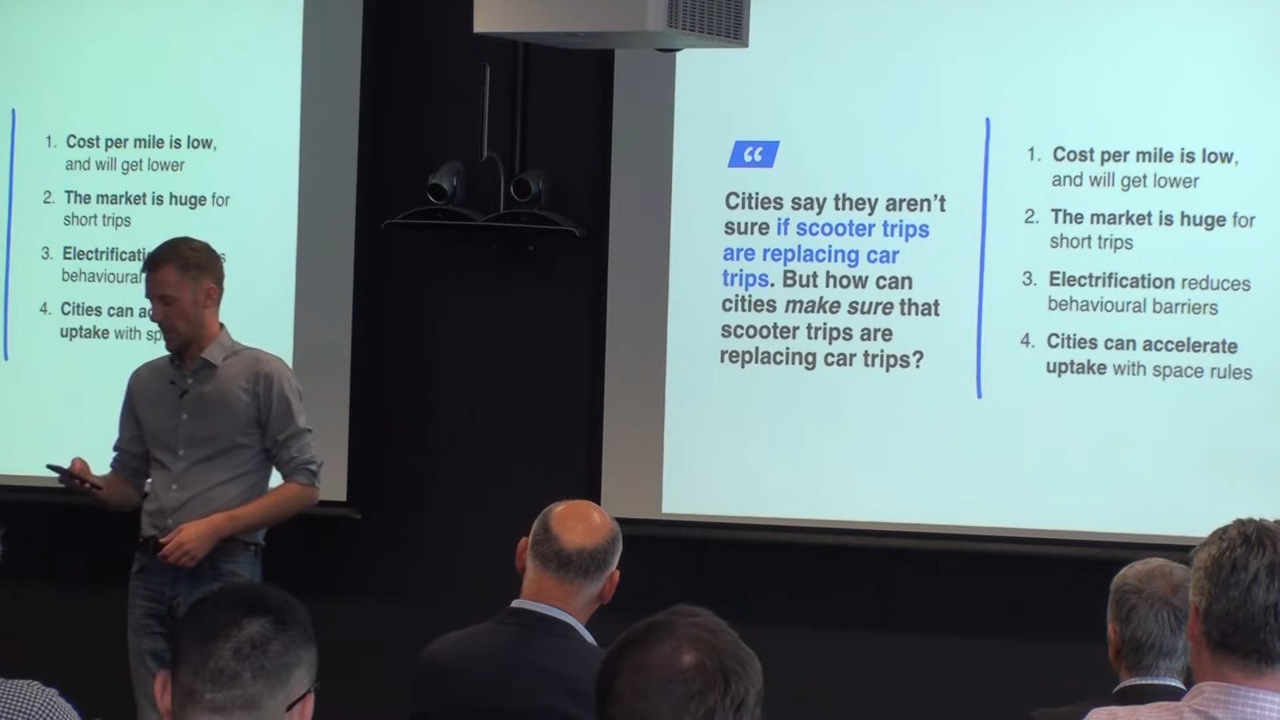 1. Cost per mile is low,
and will get lower
2. The market is huge for
short trips
3.
behavioural
4. Cities can
uptake with
“
Cities say they aren't
sure if scooter trips
are replacing car
trips. But how can
cities make sure that
scooter trips are
replacing car trips?
1. Cost per mile is low,
and will get lower
2. The market is huge for
short trips
3. Electrification reduces
behavioural barriers
4. Cities can accelerate
uptake with space rules